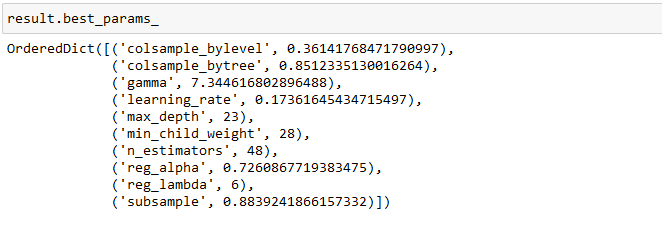 result.best_params_
OrderedDict([('colsample_bylevel', 0.36141768471790997),
('colsample_bytree', 0.8512335130016264),
('gamma', 7.344616802896488),
('learning_rate', 0.17361645434715497),
('max_depth', 23),
('min_child_weight', 28),
('n_estimators', 48),
('reg_alpha', 0.7260867719383475),
('reg_lambda', 6),
('subsample', 0.8839241866157332)])